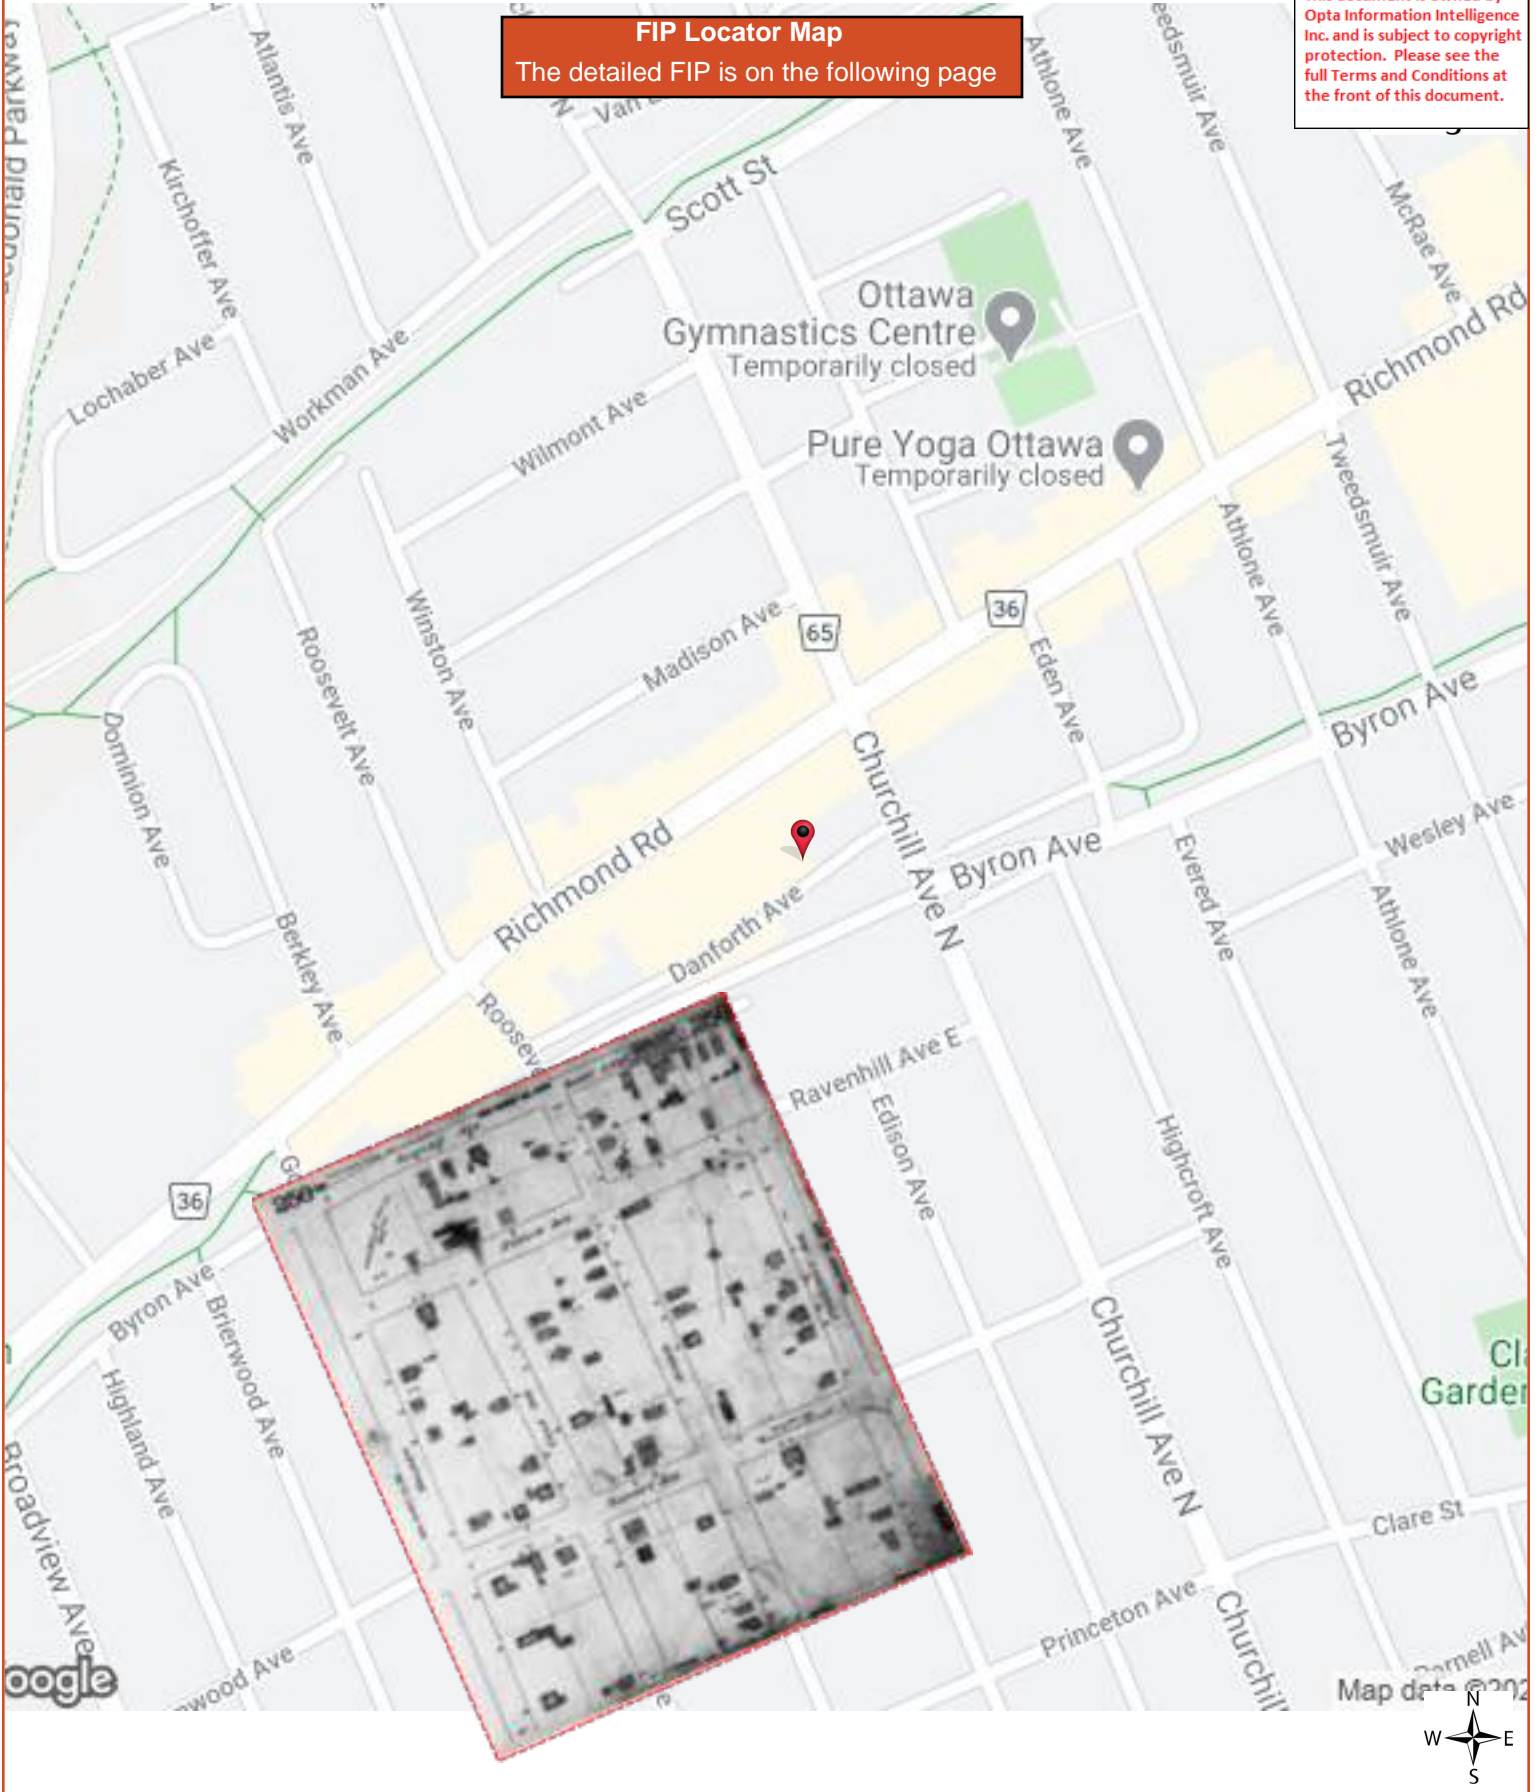 FIP Locator Map
The detailed FIP is on the following page
Opta Information Intelligence
Inc. and is subject to copyright
protection. Please see the
full Terms and Conditions at
the front of this document.
Atlantis Ave
Athlone Ave
Scott St
Kirchoffer Ave
McRae Ave
Ottawa
Gymnastics Centre
Temporarily closed
Richmond Rd
Lochaber Ave
Workman Ave
Wilmont Ave
Pure Yoga Ottawa
Temporarily closed
Tweedsmuir Ave
Athlone Ave
Winston Ave
Madison Ave
65
36
Roosevelt Ave
Eden Ave
Byron Ave
Dominion Ave
Churchill Ave N
Richmond Rd
Byron Ave
Wesley Ave
Evered Ave
Danforth Ave
Athlone Ave
Berkley Ave
Ravenhill Ave E
Edison Ave
Highcroft Ave
36
Byron Ave
Brierwood Ave
Highland Ave
Churchill Ave N
Broadview Ave
Clare St
Princeton Ave
Map data
N
W E
S